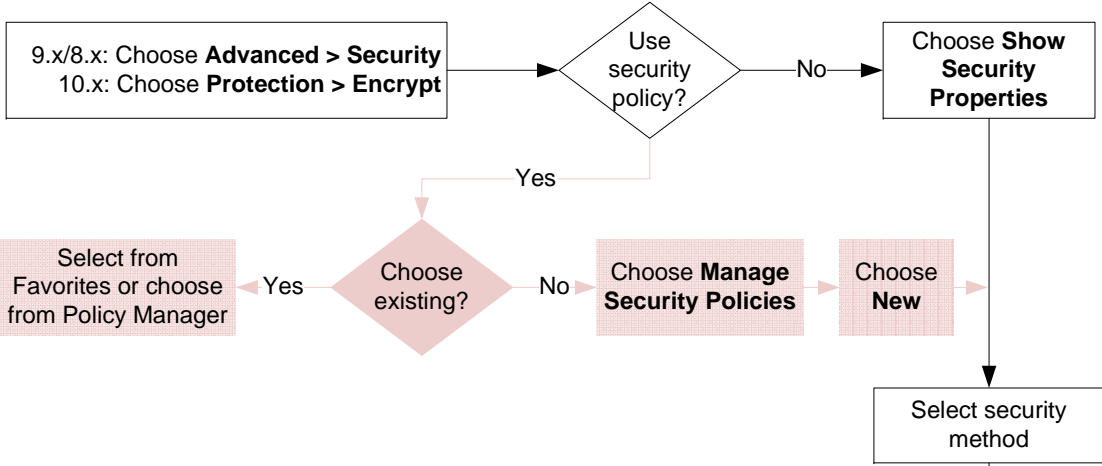 9.x/8.x: Choose Advanced > Security
10.x: Choose Protection > Encrypt
Use
security
policy?
No
Choose Show
Security
Properties
Yes
Select from
Favorites or choose
from Policy Manager
Yes
Choose
existing?
No
Choose Manage
Security Policies
Choose
New
Select security
method